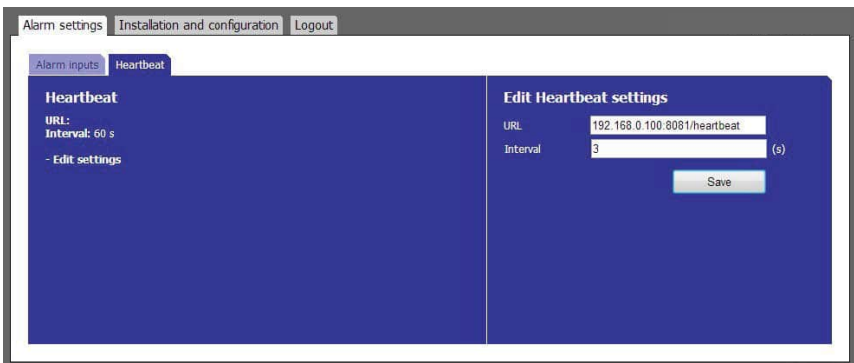 Alarm settings Installation and configuration Logout
Alarm inputs Heartbeat
Heartbeat
URL:
Interval: 60 s
- Edit settings
Edit Heartbeat settings
URL 192.168.0.100:8081/heartbeat
Interval 3 (s)
Save